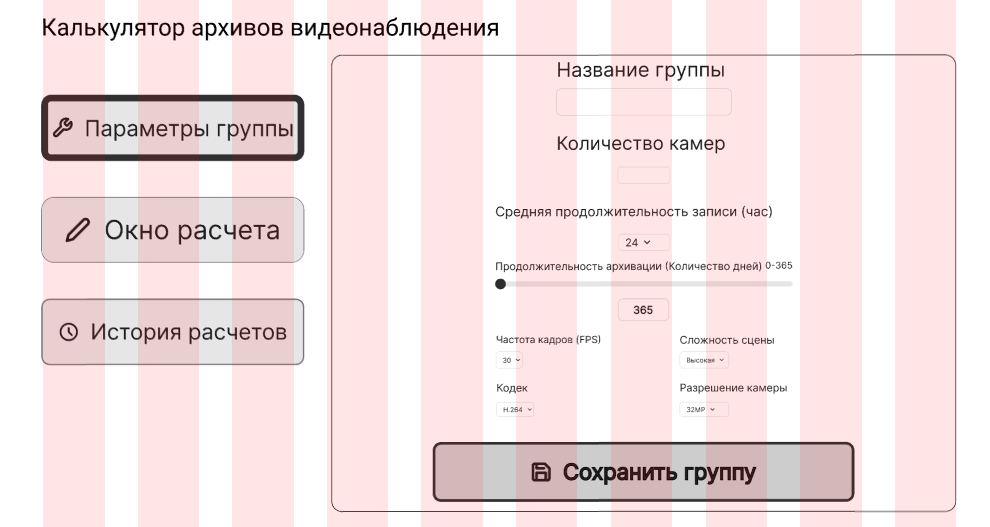 Калькулятор архивов видеонаблюдения
Параметры группы
Окно расчета
История расчетов
Название группы
Количество камер
Средняя продолжительность записи (час)
24
Продолжительность архивации (Количество дней) 0-365
365
Частота кадров (FPS)
Сложность сцены
30
Высокая
Кодек
Разрешение камеры
H.264
32MP
Сохранить группу